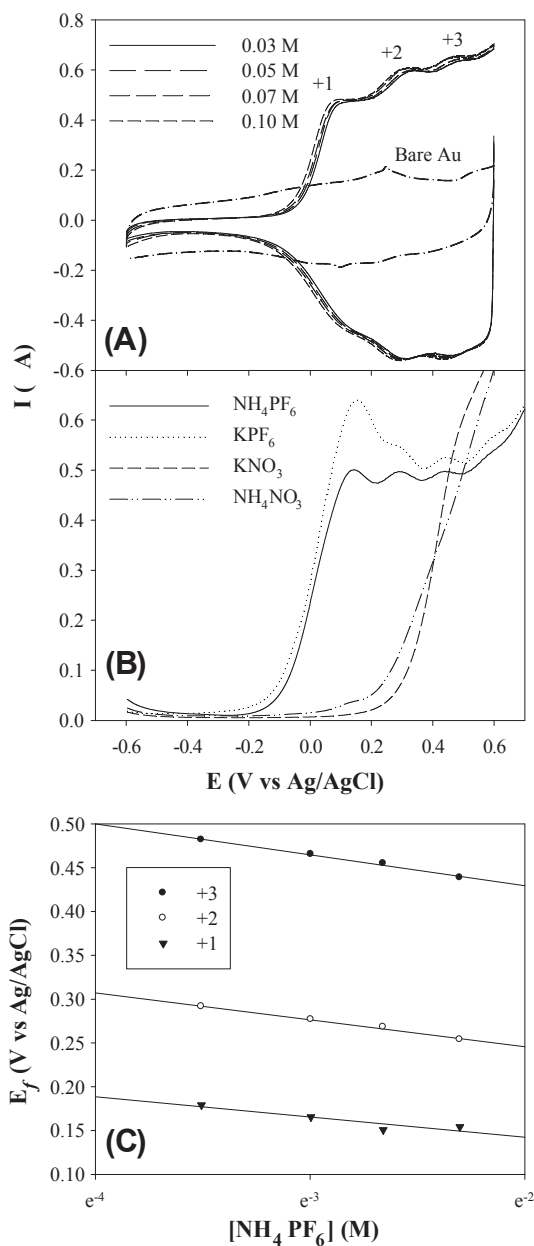 0.8
0.6
0.4
0.2
0.0
-0.2
-0.4
-0.6
0.03 M
0.05 M
0.07 M
0.10 M
+1
+2
+3
Bare Au
(A)
I ( A)
0.6
0.5
0.4
0.3
0.2
0.1
0.0
NH₄PF₆
KPF₆
KNO₃
NH₄NO₃
(B)
-0.6 -0.4 -0.2 0.0 0.2 0.4 0.6
E (V vs Ag/AgCl)
0.50
0.45
0.40
0.35
0.30
0.25
0.20
0.15
0.10
+3
+2
+1
E_f (V vs Ag/AgCl)
(C)
e⁻⁴ e⁻³ e⁻²
[NH₄ PF₆] (M)